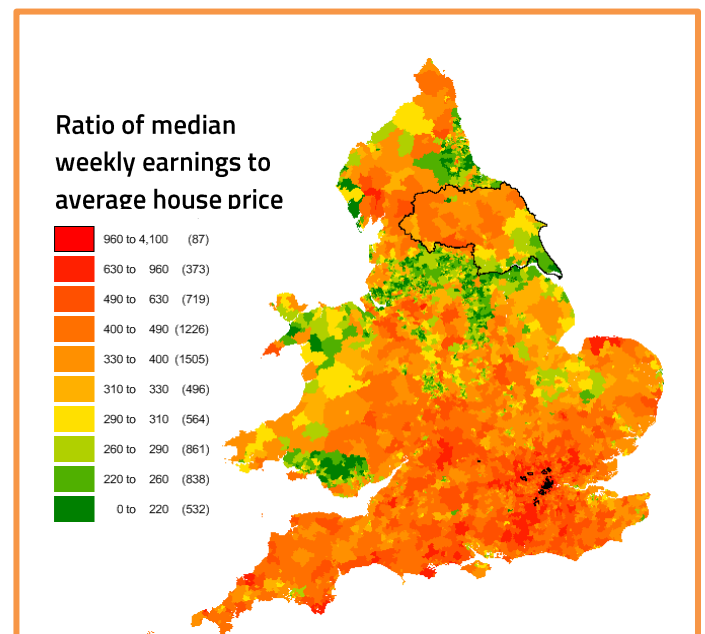 Ratio of median
weekly earnings to
average house price
960 to 4,100 (87)
630 to 960 (373)
490 to 630 (719)
400 to 490 (1226)
330 to 400 (1505)
310 to 330 (496)
290 to 310 (564)
260 to 290 (861)
220 to 260 (838)
0 to 220 (532)